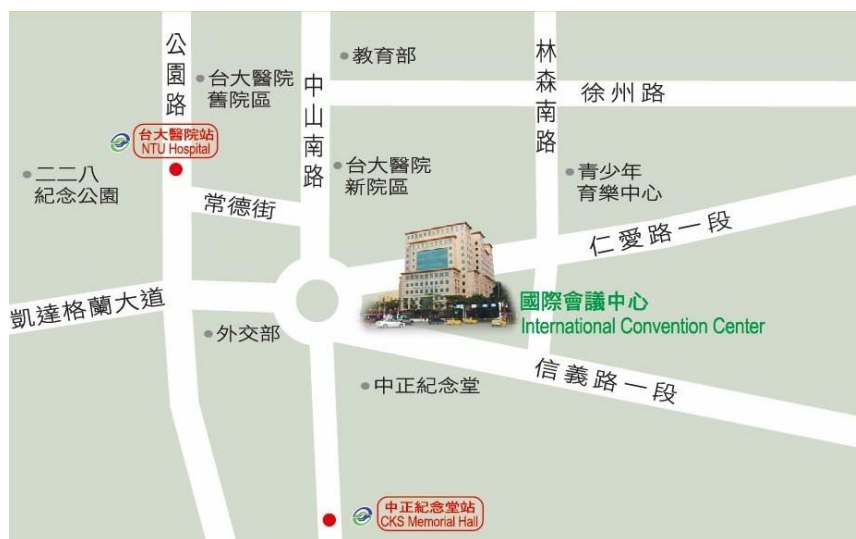 公園路
台大醫院
舊院區
中山南路
教育部
林森南路
徐州路
台大醫院站
NTU Hospital
二二八
紀念公園
常德街
台大醫院
新院區
青少年
育樂中心
仁愛路一段
凱達格蘭大道
外交部
國際會議中心
International Convention Center
信義路一段
中正紀念堂
中正紀念堂站
CKS Memorial Hall